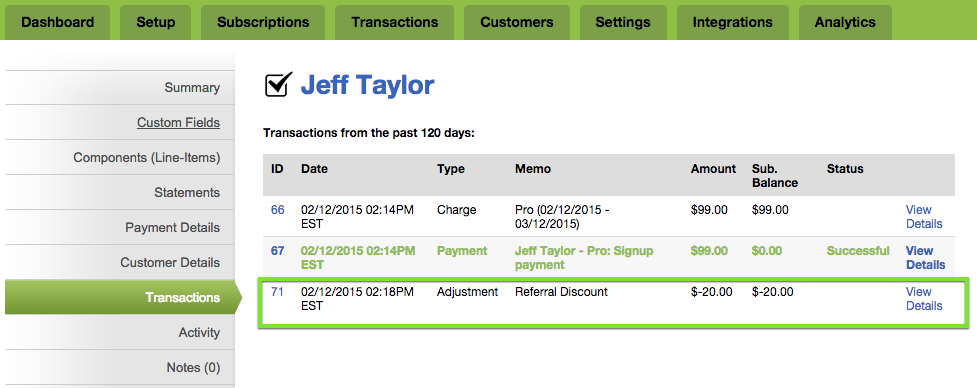 Dashboard Setup Subscriptions Transactions Customers Settings Integrations Analytics
Summary
Custom Fields
Components (Line-Items)
Statements
Payment Details
Customer Details
Transactions
Activity
Notes (0)
Jeff Taylor
Transactions from the past 120 days:
ID Date Type Memo Amount Sub. Balance Status
66 02/12/2015 02:14PM EST Charge Pro (02/12/2015 - 03/12/2015) $99.00 $99.00 View Details
67 02/12/2015 02:14PM EST Payment Jeff Taylor - Pro: Signup payment $99.00 $0.00 Successful View Details
71 02/12/2015 02:18PM EST Adjustment Referral Discount $-20.00 $-20.00 View Details